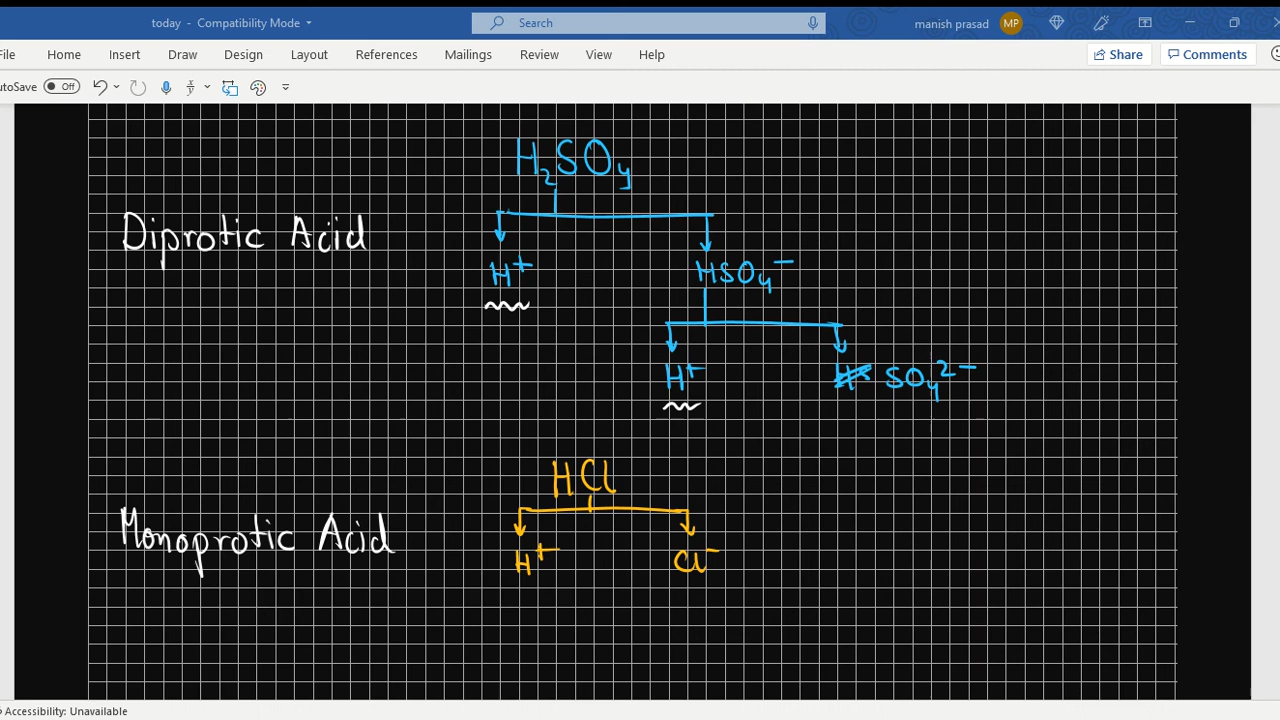 today - Compatibility Mode
Search
manish prasad MP
File Home Insert Draw Design Layout References Mailings Review View Help Share Comments
AutoSave Off
H₂SO₄
Diprotic Acid
H⁺ HSO₄⁻
H⁺ SO₄²⁻
HCl
Monoprotic Acid
H⁺ Cl⁻
Accessibility: Unavailable